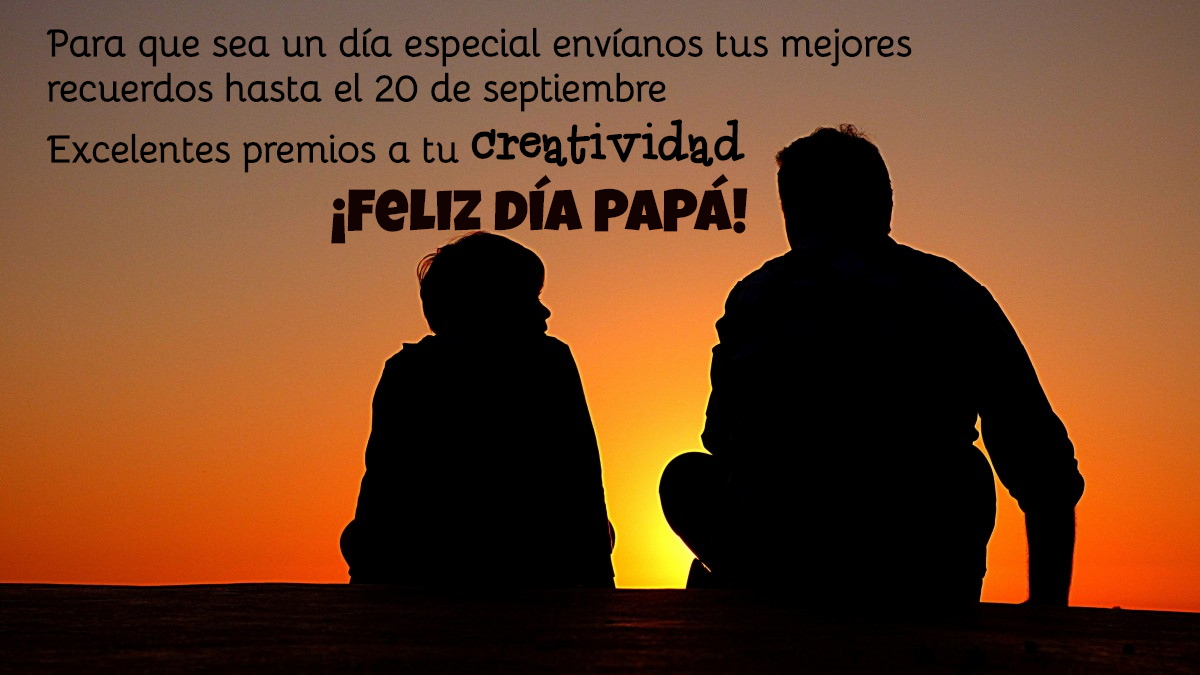 Para que sea un día especial envíanos tus mejores
recuerdos hasta el 20 de septiembre
Excelentes premios a tu creatividad
¡FELIZ DÍA PAPÁ!